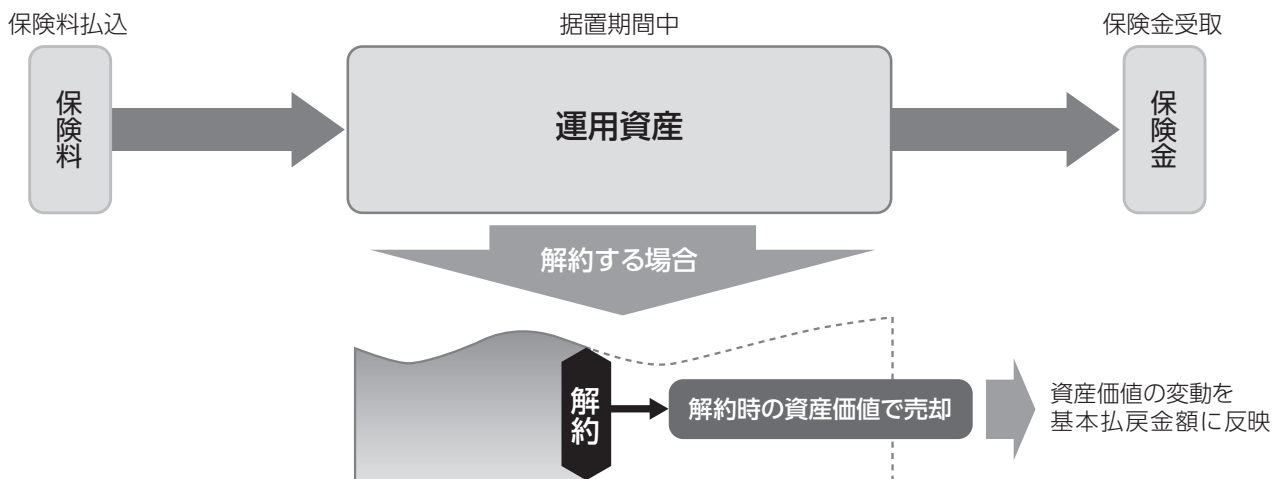 保険料払込
据置期間中
保険金受取
保険料
運用資産
保険金
解約する場合
解約
解約時の資産価値で売却
資産価値の変動を
基本払戻金額に反映